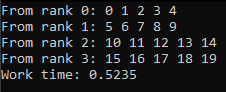 From rank 0: 0 1 2 3 4
From rank 1: 5 6 7 8 9
From rank 2: 10 11 12 13 14
From rank 3: 15 16 17 18 19
Work time: 0.5235